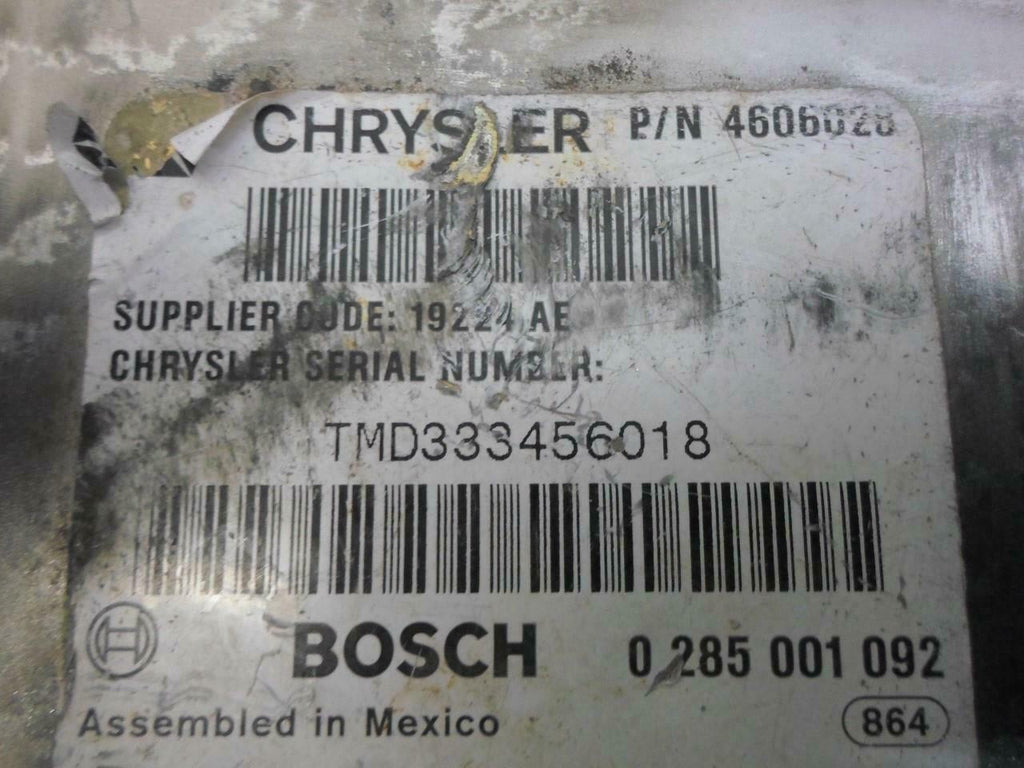 CHRYSLER P/N 4606028
SUPPLIER CODE: 19224 AE
CHRYSLER SERIAL NUMBER:
TMD333456018
BOSCH 0 285 001 092
Assembled in Mexico 864